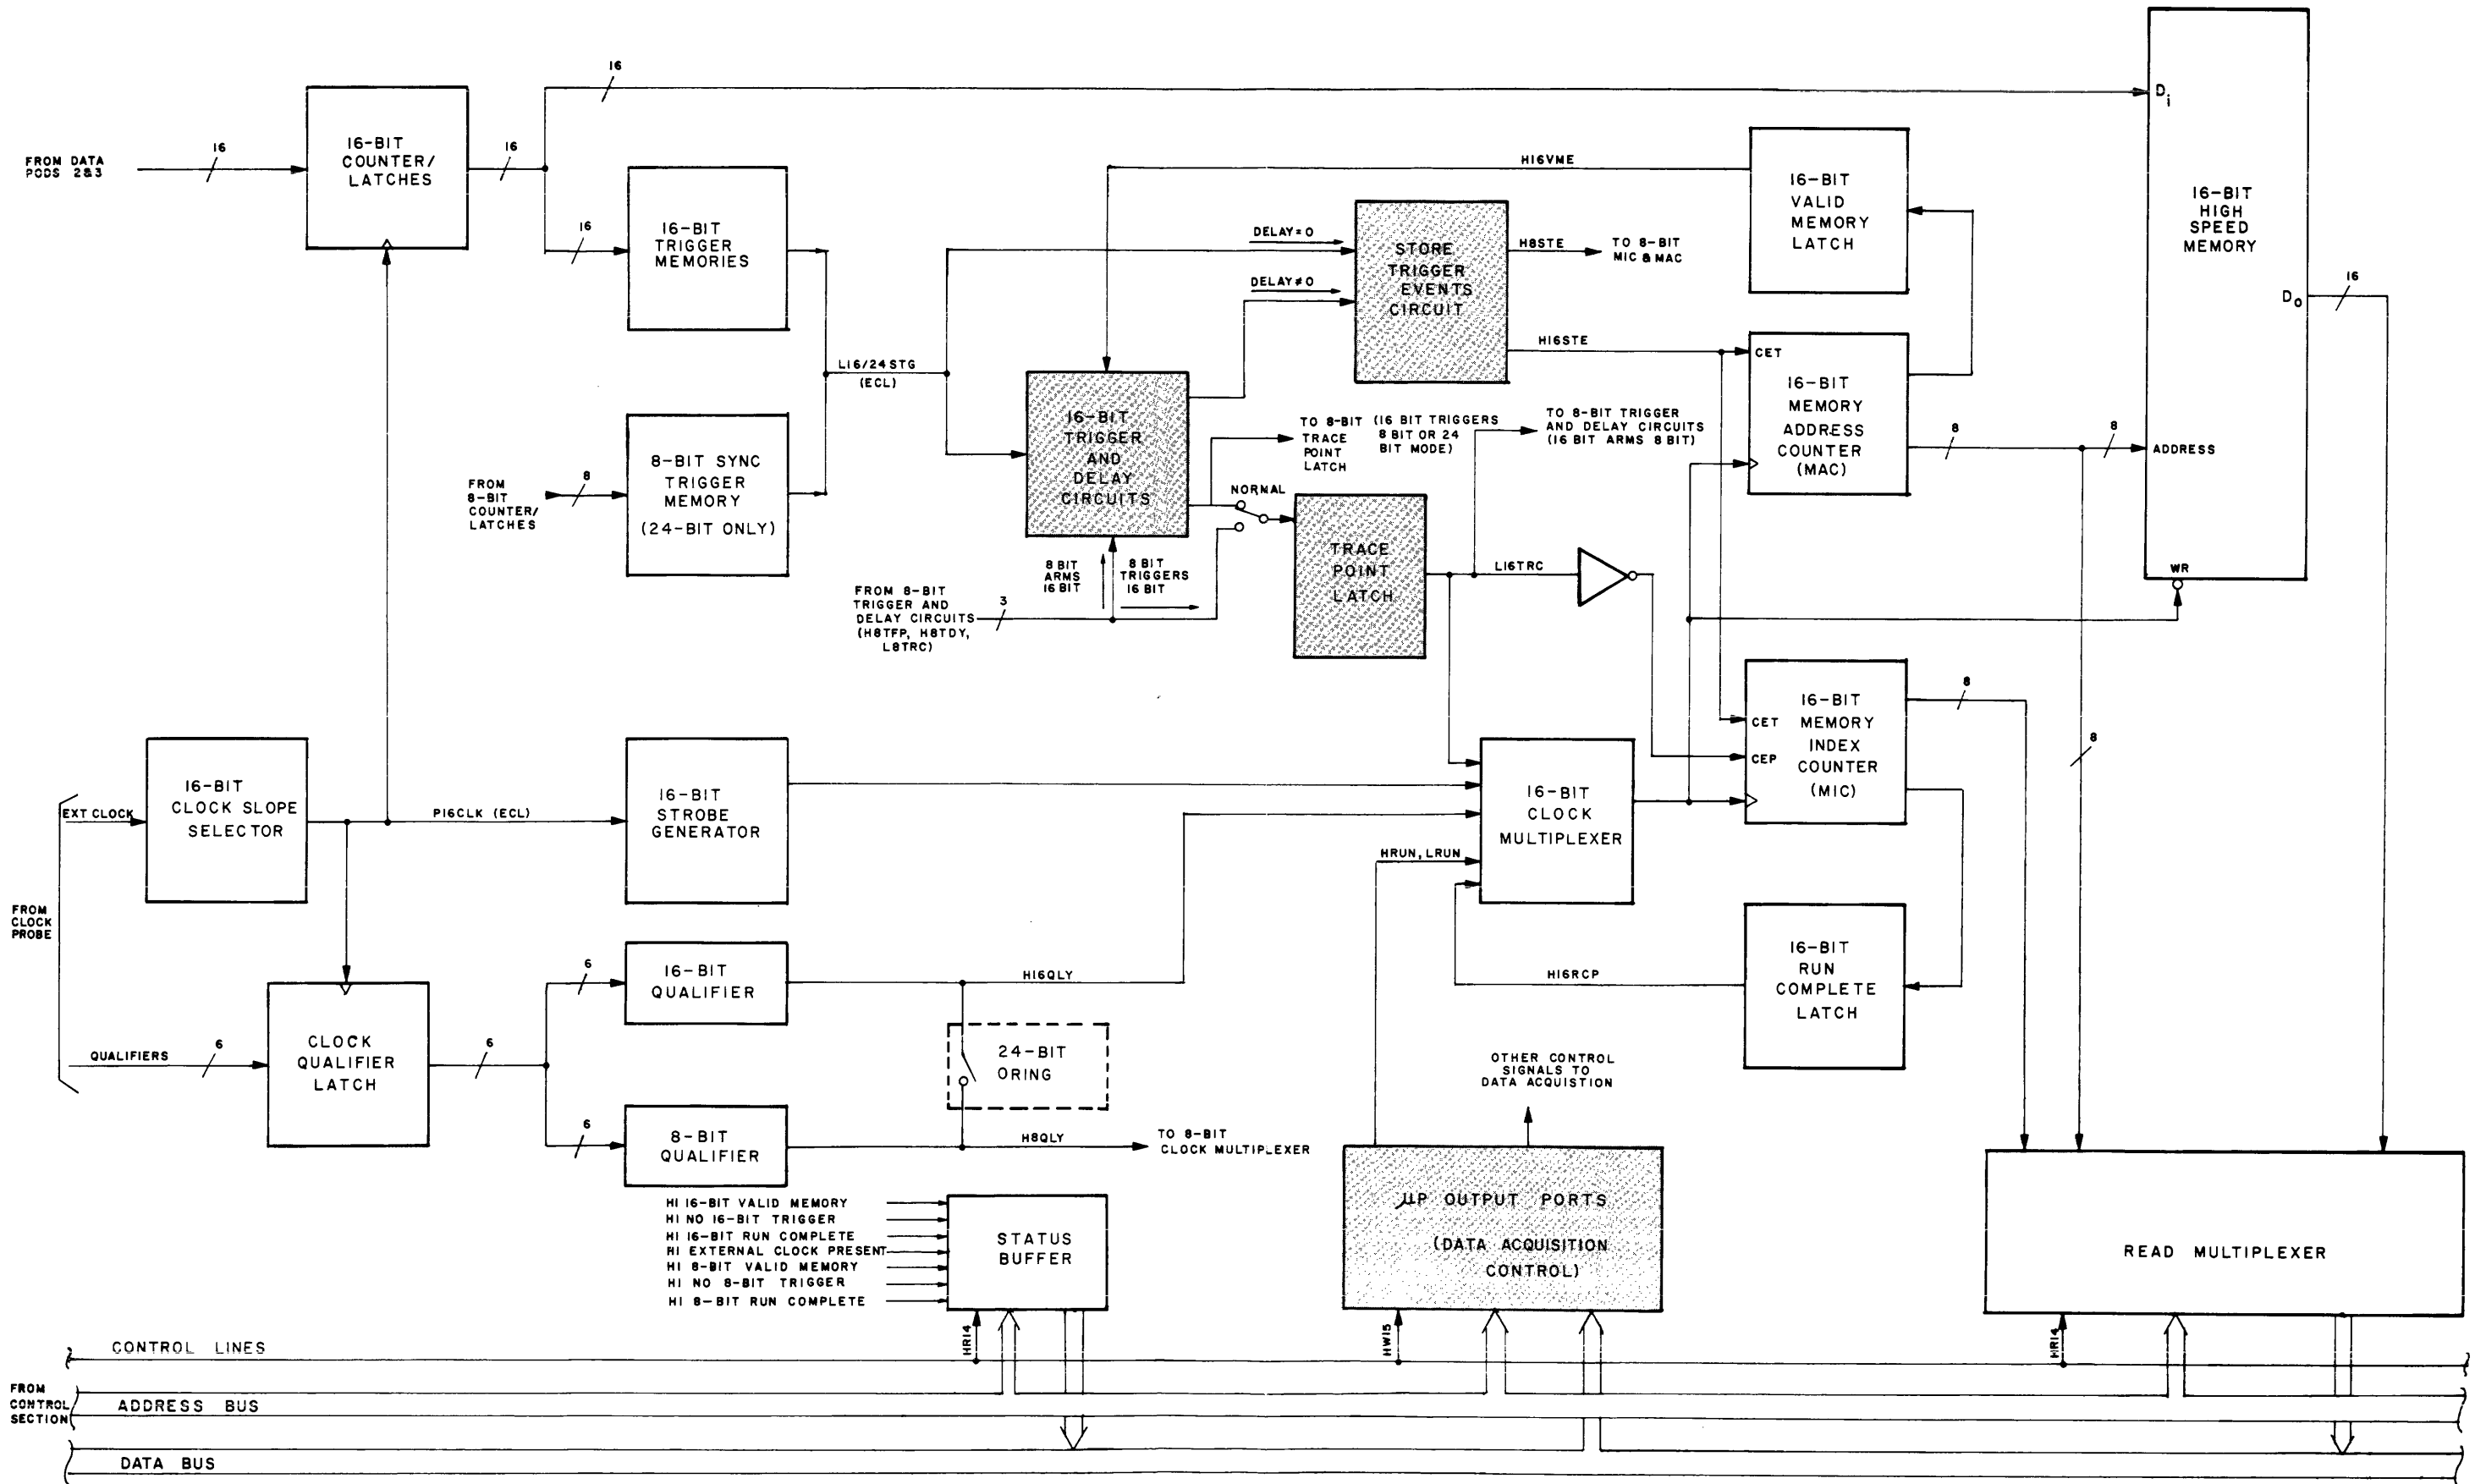 FROM DATA
PODS 2&3
16
16-BIT
COUNTER/
LATCHES
16
16
16
16-BIT
TRIGGER
MEMORIES
FROM
8-BIT
COUNTER/
LATCHES
8
8-BIT SYNC
TRIGGER
MEMORY
(24-BIT ONLY)
L16/24 STG
(ECL)
H16VME
DELAY=0
DELAY≠0
STORE
TRIGGER
EVENTS
CIRCUIT
H8STE
TO 8-BIT
MIC & MAC
H16STE
16-BIT
TRIGGER
AND
DELAY
CIRCUITS
TO 8-BIT
TRACE
POINT
LATCH
(16 BIT TRIGGERS
8 BIT OR 24
BIT MODE)
TO 8-BIT TRIGGER
AND DELAY CIRCUITS
(16 BIT ARMS 8 BIT)
NORMAL
8 BIT
ARMS
16 BIT
8 BIT
TRIGGERS
16 BIT
FROM 8-BIT
TRIGGER AND
DELAY CIRCUITS
(H8TFP, H8TDY,
L8TRC)
3
TRACE
POINT
LATCH
L16TRC
16-BIT
VALID
MEMORY
LATCH
CET
16-BIT
MEMORY
ADDRESS
COUNTER
(MAC)
8
8
Di
16-BIT
HIGH
SPEED
MEMORY
Do
16
ADDRESS
WR
16-BIT
MEMORY
INDEX
COUNTER
(MIC)
CET
CEP
8
8
EXT CLOCK
16-BIT
CLOCK SLOPE
SELECTOR
P16CLK (ECL)
16-BIT
STROBE
GENERATOR
16-BIT
CLOCK
MULTIPLEXER
HRUN, LRUN
H16RCP
16-BIT
RUN
COMPLETE
LATCH
FROM
CLOCK
PROBE
QUALIFIERS
6
CLOCK
QUALIFIER
LATCH
6
6
16-BIT
QUALIFIER
H16QLY
24-BIT
ORING
6
8-BIT
QUALIFIER
H8QLY
TO 8-BIT
CLOCK MULTIPLEXER
OTHER CONTROL
SIGNALS TO
DATA ACQUISTION
HI 16-BIT VALID MEMORY
HI NO 16-BIT TRIGGER
HI 16-BIT RUN COMPLETE
HI EXTERNAL CLOCK PRESENT
HI 8-BIT VALID MEMORY
HI NO 8-BIT TRIGGER
HI 8-BIT RUN COMPLETE
STATUS
BUFFER
µP OUTPUT PORTS
(DATA ACQUISITION
CONTROL)
READ MULTIPLEXER
HR14
HW15
HR14
CONTROL LINES
FROM
CONTROL
SECTION
ADDRESS BUS
DATA BUS